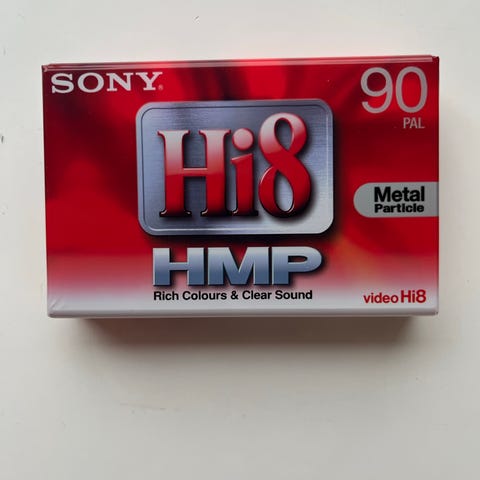 SONY
90
PAL
Hi8
Metal
Particle
HMP
Rich Colours & Clear Sound
video Hi8